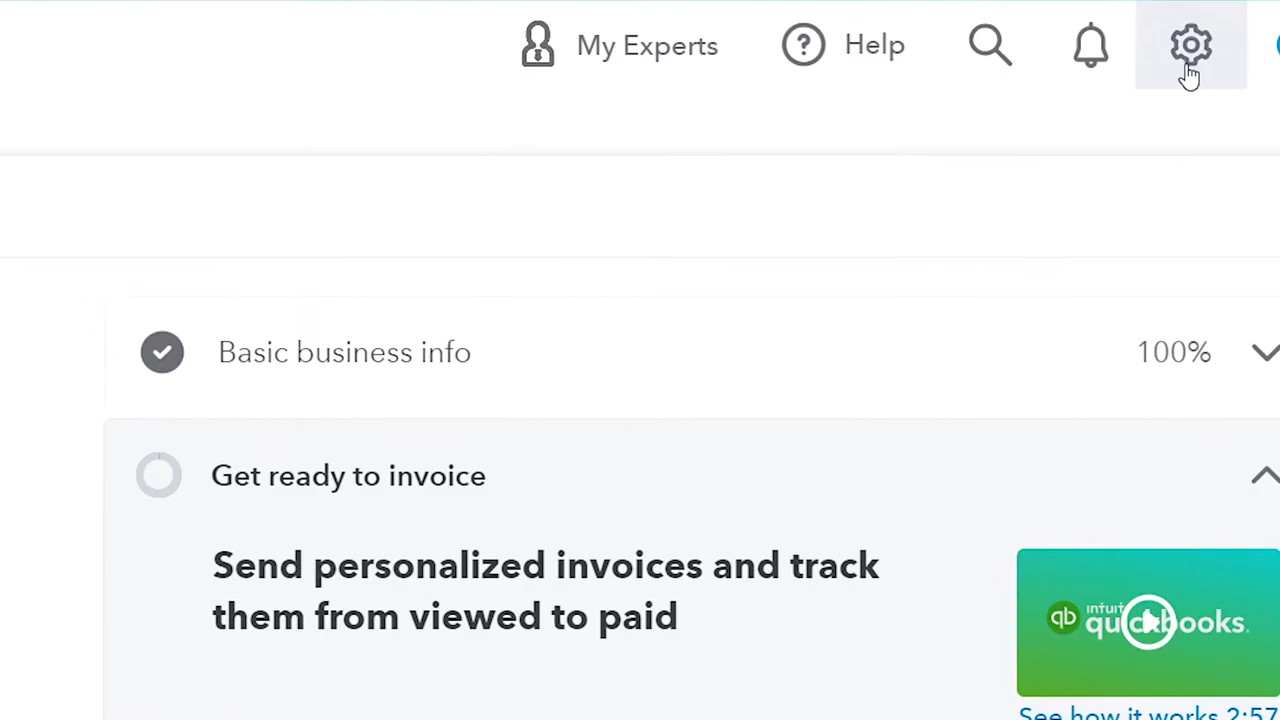 My Experts
Help
Basic business info
100%
Get ready to invoice
Send personalized invoices and track
them from viewed to paid
qb intuit quickbooks.
See how it works 2:57